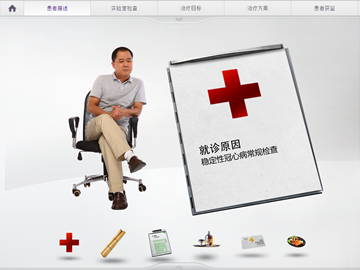 患者描述
实验室检查
治疗目标
治疗方案
患者获益
就诊原因
稳定性冠心病常规检查